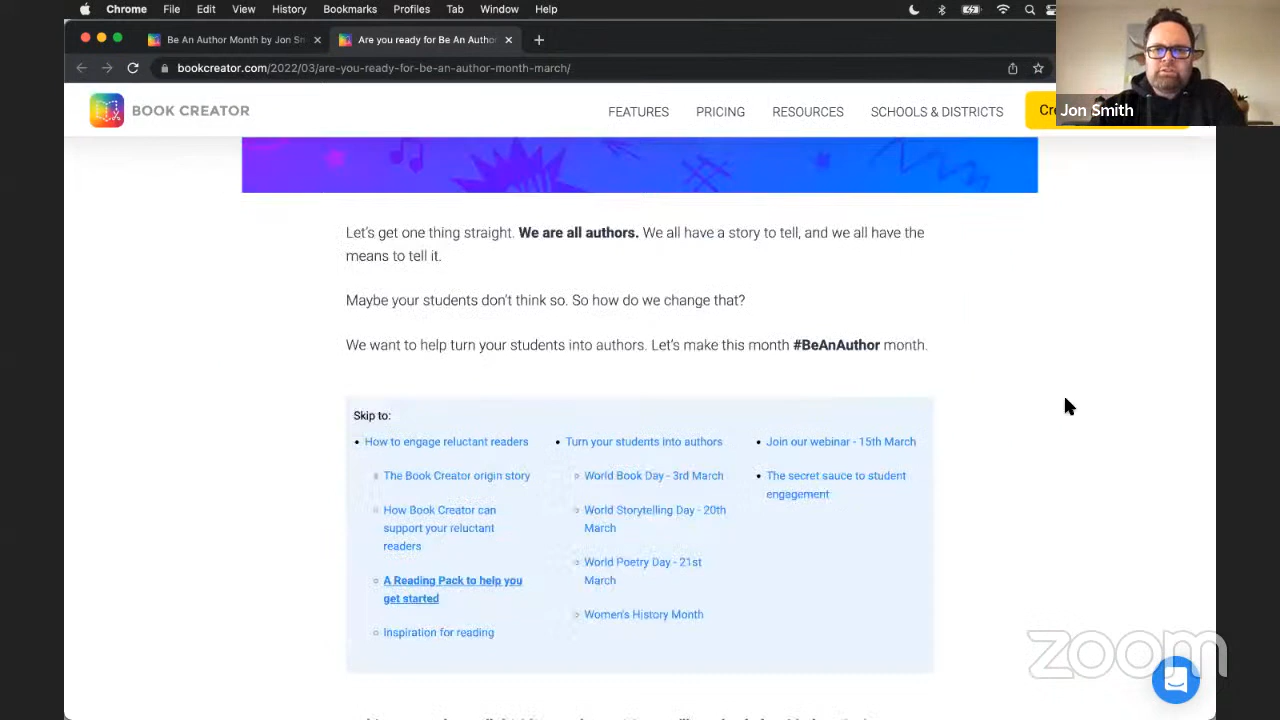 Chrome File Edit View History Bookmarks Profiles Tab Window Help
Be An Author Month by Jon Sm
Are you ready for Be An Autho
bookcreator.com/2022/03/are-you-ready-for-be-an-author-month-march/
BOOK CREATOR
FEATURES PRICING RESOURCES SCHOOLS & DISTRICTS
Jon Smith
Let's get one thing straight. We are all authors. We all have a story to tell, and we all have the
means to tell it.
Maybe your students don't think so. So how do we change that?
We want to help turn your students into authors. Let's make this month #BeAnAuthor month.
Skip to:
How to engage reluctant readers
The Book Creator origin story
How Book Creator can
support your reluctant
readers
A Reading Pack to help you
get started
Inspiration for reading
Turn your students into authors
World Book Day - 3rd March
World Storytelling Day - 20th
March
World Poetry Day - 21st
March
Women's History Month
Join our webinar - 15th March
The secret sauce to student
engagement
zoom